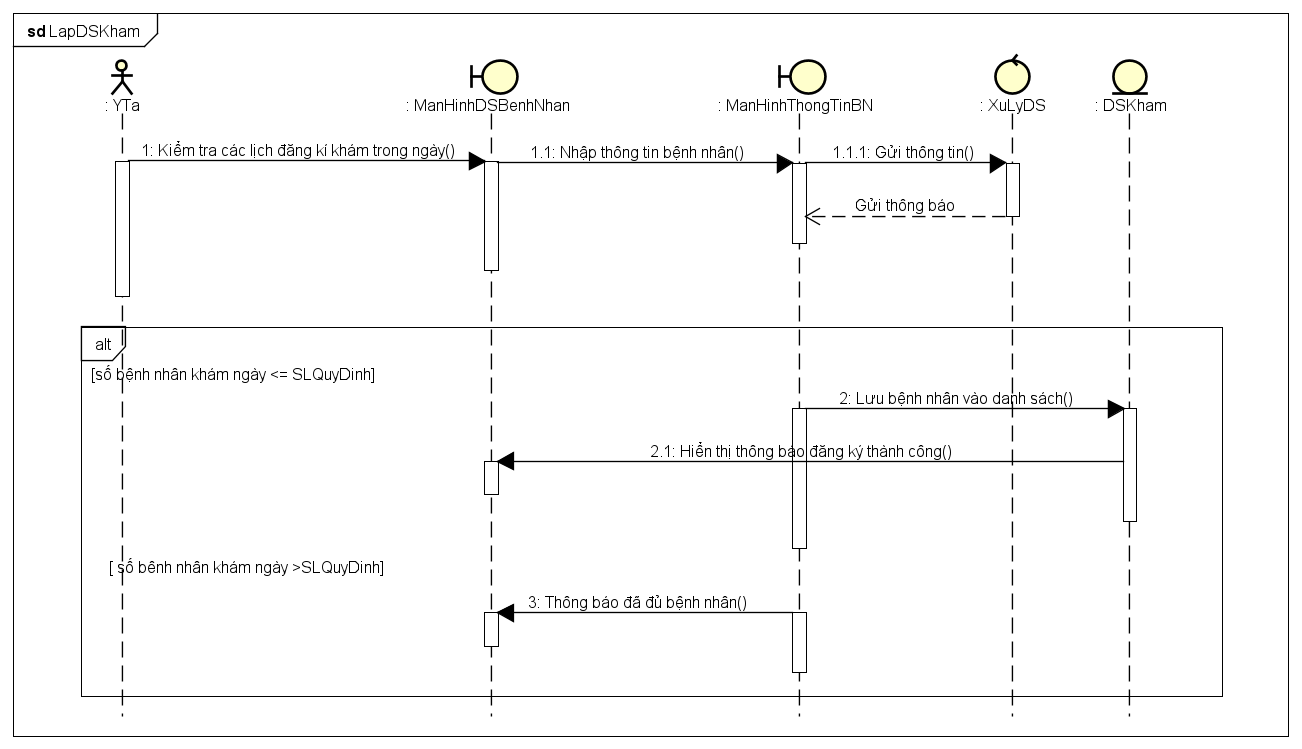 sd LapDSKham
: YTa
: ManHinhDSBenhNhan
: ManHinhThongTinBN
: XuLyDS
: DSKham
1: Kiểm tra các lịch đăng kí khám trong ngày()
1.1: Nhập thông tin bệnh nhân()
1.1.1: Gửi thông tin()
Gửi thông báo
alt
[số bệnh nhân khám ngày <= SLQuyDinh]
2: Lưu bệnh nhân vào danh sách()
2.1: Hiển thị thông báo đăng ký thành công()
[ số bênh nhân khám ngày >SLQuyDinh]
3: Thông báo đã đủ bệnh nhân()